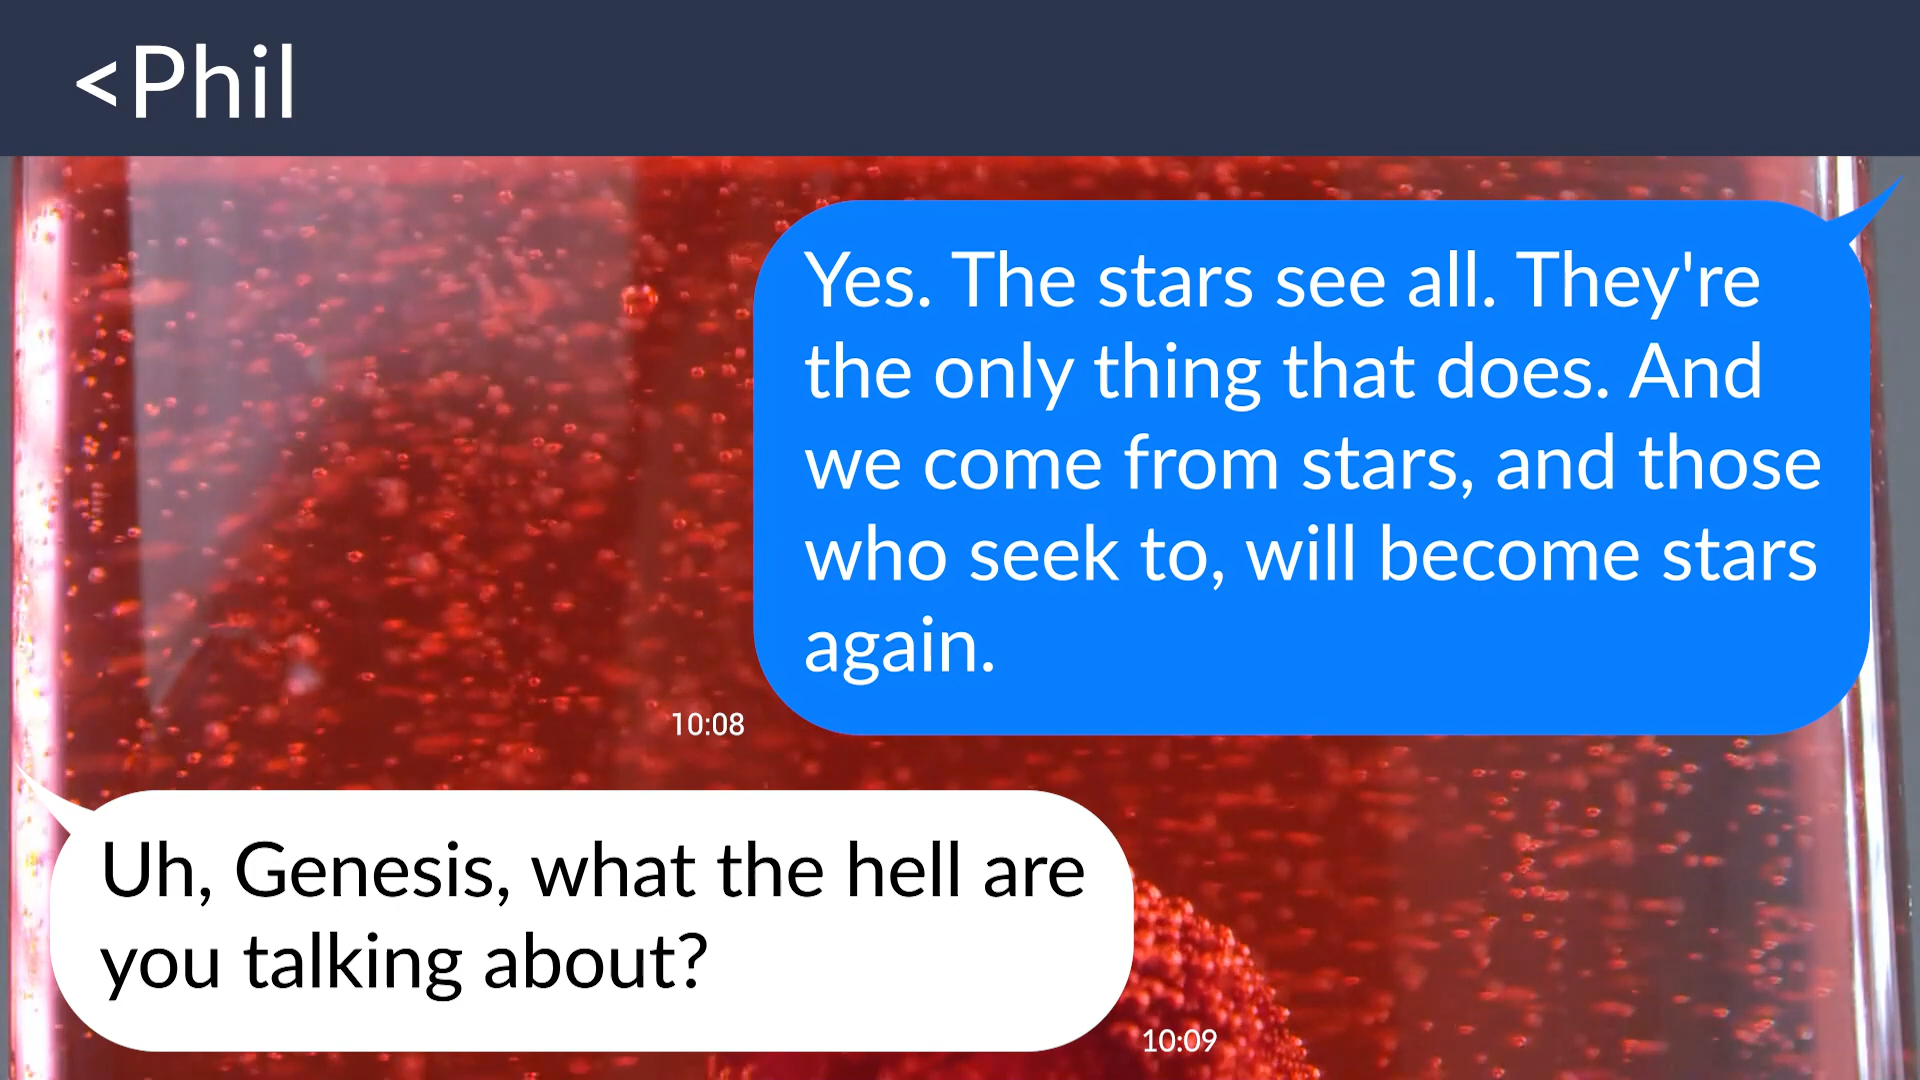 <Phil
Yes. The stars see all. They're
the only thing that does. And
we come from stars, and those
who seek to, will become stars
again.
10:08
Uh, Genesis, what the hell are
you talking about?
10:09